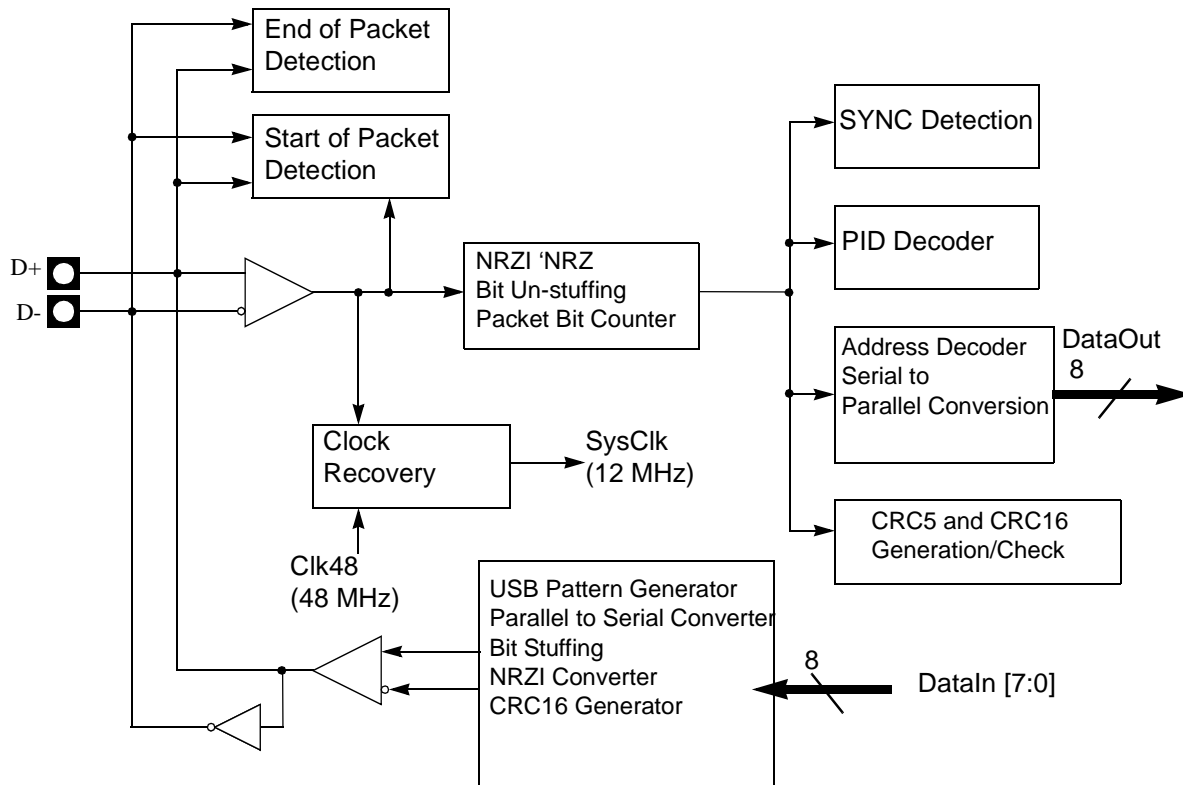 End of Packet
Detection
Start of Packet
Detection
SYNC Detection
PID Decoder
D+
D-
NRZI ‘NRZ
Bit Un-stuffing
Packet Bit Counter
Address Decoder
Serial to
Parallel Conversion
DataOut
8
Clock
Recovery
SysClk
(12 MHz)
CRC5 and CRC16
Generation/Check
Clk48
(48 MHz)
USB Pattern Generator
Parallel to Serial Converter
Bit Stuffing
NRZI Converter
CRC16 Generator
8
DataIn [7:0]